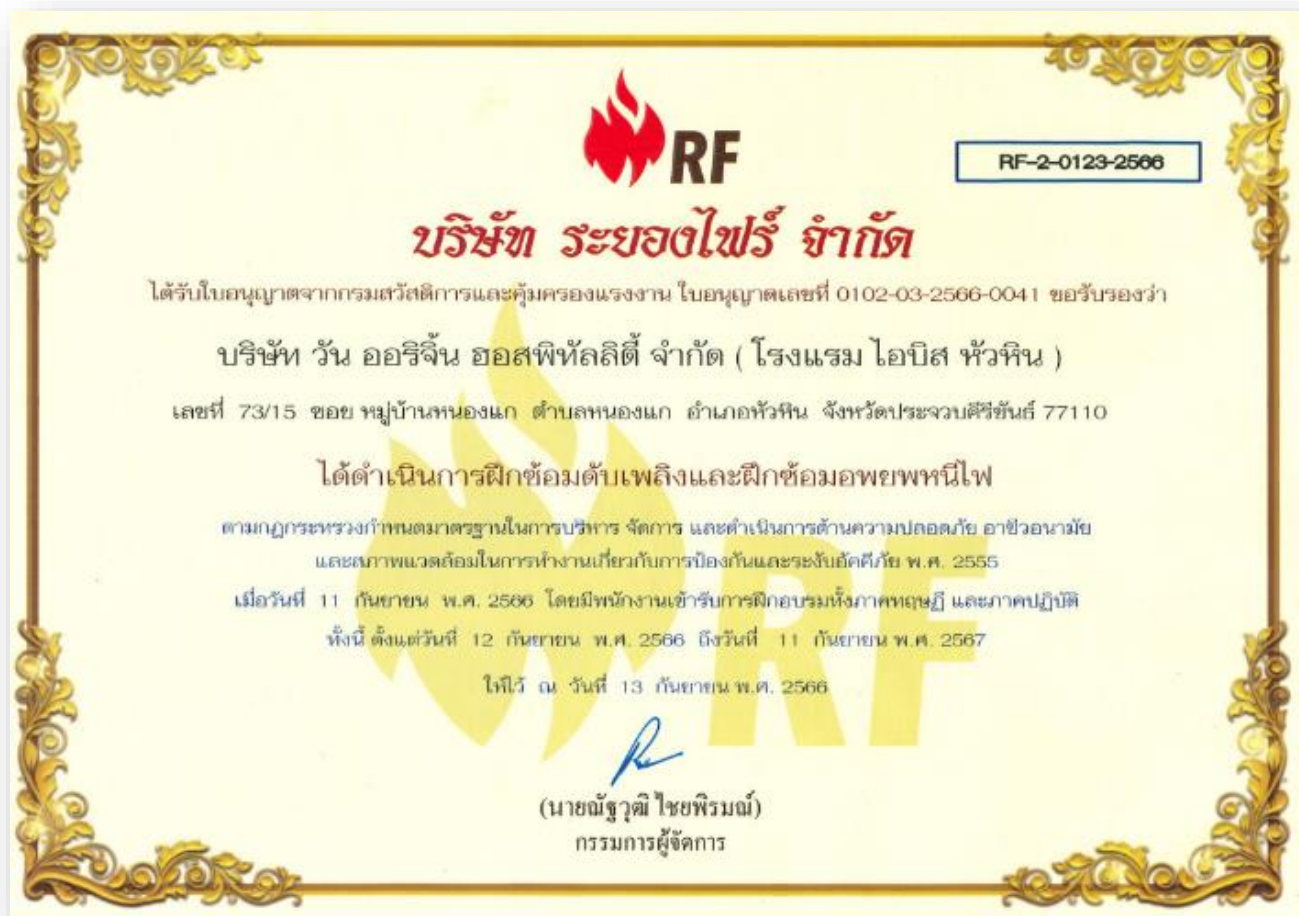 RF
RF-2-0123-2566
บริษัท ระยองไฟร์ จำกัด
ได้รับใบอนุญาตจากกรมสวัสดิการและคุ้มครองแรงงาน ใบอนุญาตเลขที่ 0102-03-2566-0041 ขอรับรองว่า
บริษัท วัน ออริจิ้น ฮอสพิทัลลิตี้ จำกัด ( โรงแรม ไอบิส หัวหิน )
เลขที่ 73/15 ซอย หมู่บ้านหนองแก ตำบลหนองแก อำเภอหัวหิน จังหวัดประจวบคีรีขันธ์ 77110
ได้ดำเนินการฝึกซ้อมดับเพลิงและฝึกซ้อมอพยพหนีไฟ
ตามกฎกระทรวงกำหนดมาตรฐานในการบริหาร จัดการ และดำเนินการด้านความปลอดภัย อาชีวอนามัย
และสภาพแวดล้อมในการทำงานเกี่ยวกับการป้องกันและระงับอัคคีภัย พ.ศ. 2555
เมื่อวันที่ 11 กันยายน พ.ศ. 2566 โดยมีพนักงานเข้ารับการฝึกอบรมทั้งภาคทฤษฎี และภาคปฏิบัติ
ทั้งนี้ ตั้งแต่วันที่ 12 กันยายน พ.ศ. 2566 ถึงวันที่ 11 กันยายน พ.ศ. 2567
ให้ไว้ ณ วันที่ 13 กันยายน พ.ศ. 2566
RF
(นายณัฐวุฒิ ไชยพิรมณ์)
กรรมการผู้จัดการ